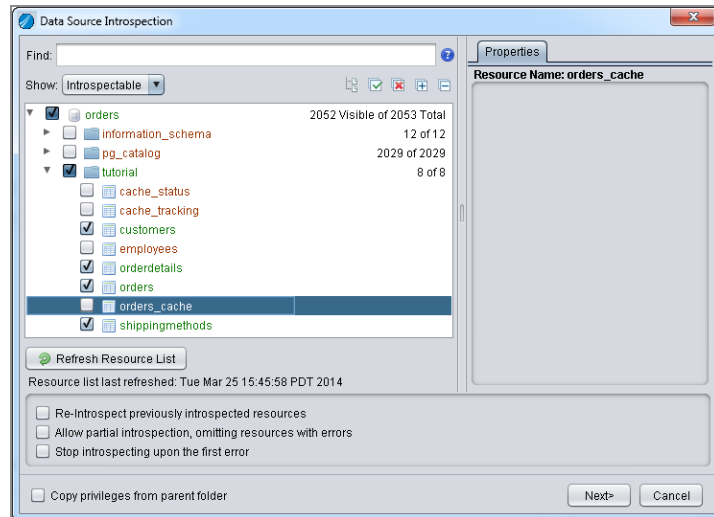 Data Source Introspection
Find:
Show: Introspectable
orders 2052 Visible of 2053 Total
information_schema 12 of 12
pg_catalog 2029 of 2029
tutorial 8 of 8
cache_status
cache_tracking
customers
employees
orderdetails
orders
orders_cache
shippingmethods
Refresh Resource List
Resource list last refreshed: Tue Mar 25 15:45:58 PDT 2014
Properties
Resource Name: orders_cache
Re-Introspect previously introspected resources
Allow partial introspection, omitting resources with errors
Stop introspecting upon the first error
Copy privileges from parent folder
Next>
Cancel